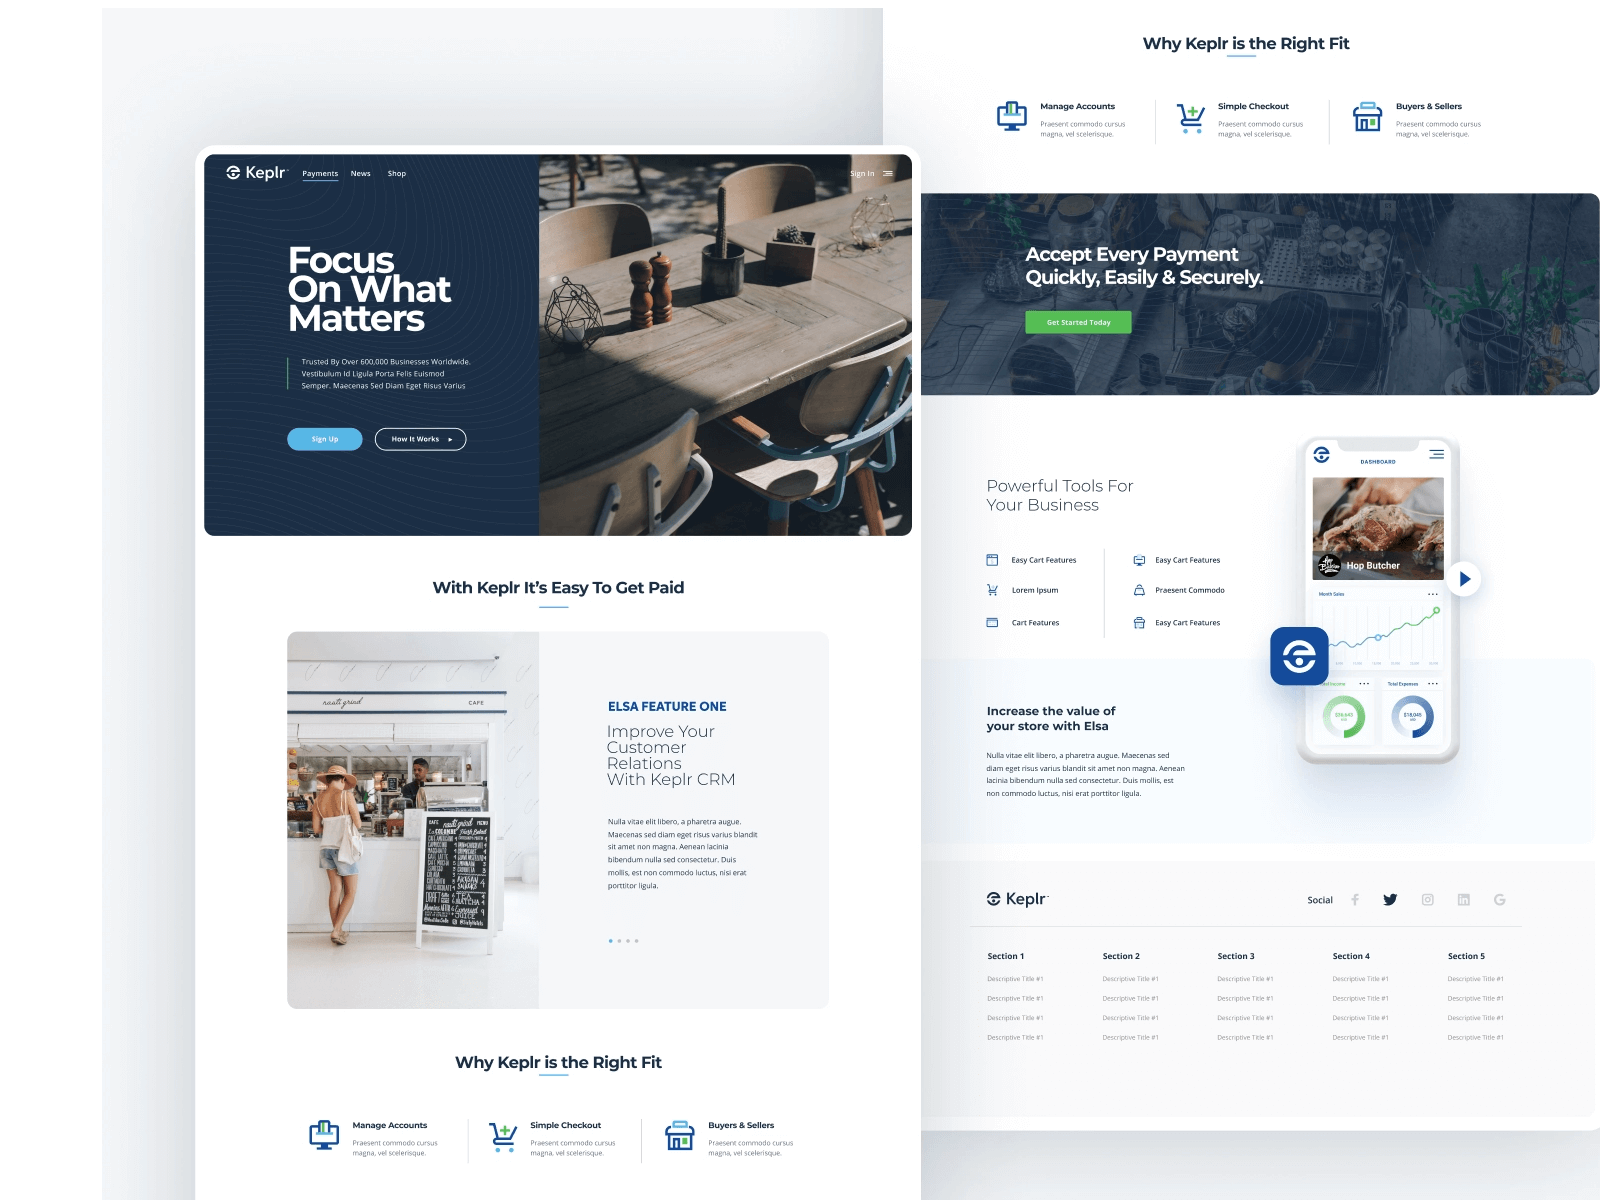 Keplr
Payments
News
Shop
Sign In
Focus
On What
Matters
Trusted By Over 600,000 Businesses Worldwide.
Vestibulum Id Ligula Porta Felis Euismod
Semper. Maecenas Sed Diam Eget Risus Varius
Sign Up
How It Works
With Keplr It’s Easy To Get Paid
nauti grind
CAFE
CAFE
nauti grind
MENU
ELSA FEATURE ONE
Improve Your
Customer
Relations
With Keplr CRM
Nulla vitae elit libero, a pharetra augue.
Maecenas sed diam eget risus varius blandit
sit amet non magna. Aenean lacinia
bibendum nulla sed consectetur. Duis
mollis, est non commodo luctus, nisi erat
porttitor ligula.
Why Keplr is the Right Fit
Manage Accounts
Praesent commodo cursus
magna, vel scelerisque.
Simple Checkout
Praesent commodo cursus
magna, vel scelerisque.
Buyers & Sellers
Praesent commodo cursus
magna, vel scelerisque.
Why Keplr is the Right Fit
Manage Accounts
Praesent commodo cursus
magna, vel scelerisque.
Simple Checkout
Praesent commodo cursus
magna, vel scelerisque.
Buyers & Sellers
Praesent commodo cursus
magna, vel scelerisque.
Accept Every Payment
Quickly, Easily & Securely.
Get Started Today
Powerful Tools For
Your Business
Easy Cart Features
Lorem Ipsum
Cart Features
Easy Cart Features
Praesent Commodo
Easy Cart Features
DASHBOARD
Hop Butcher
Month Sales
Income
Total Expenses
$36,645
$18,045
Increase the value of
your store with Elsa
Nulla vitae elit libero, a pharetra augue. Maecenas sed
diam eget risus varius blandit sit amet non magna. Aenean
lacinia bibendum nulla sed consectetur. Duis mollis, est
non commodo luctus, nisi erat porttitor ligula.
Keplr
Social
Section 1
Descriptive Title #1
Descriptive Title #1
Descriptive Title #1
Descriptive Title #1
Section 2
Descriptive Title #1
Descriptive Title #1
Descriptive Title #1
Descriptive Title #1
Section 3
Descriptive Title #1
Descriptive Title #1
Descriptive Title #1
Descriptive Title #1
Section 4
Descriptive Title #1
Descriptive Title #1
Descriptive Title #1
Descriptive Title #1
Section 5
Descriptive Title #1
Descriptive Title #1
Descriptive Title #1
Descriptive Title #1